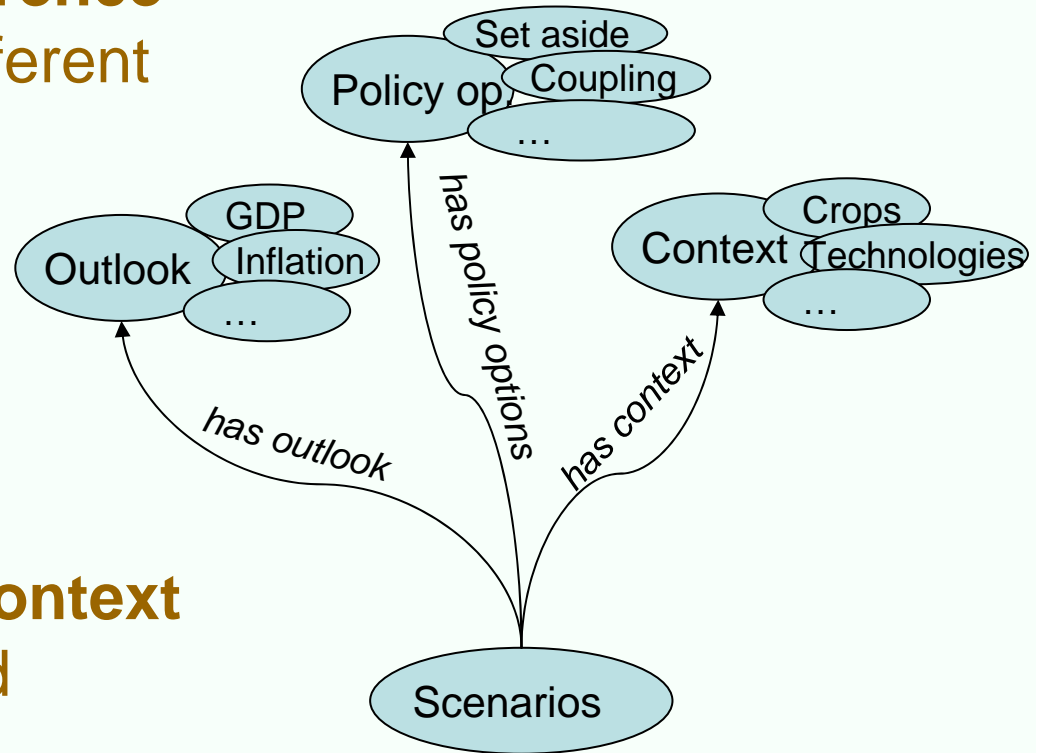 rence
ferent
Set aside
Policy op.
Coupling
…
GDP
Outlook
Inflation
…
Crops
Context
Technologies
…
has policy options
has outlook
has context
ontext
d
Scenarios